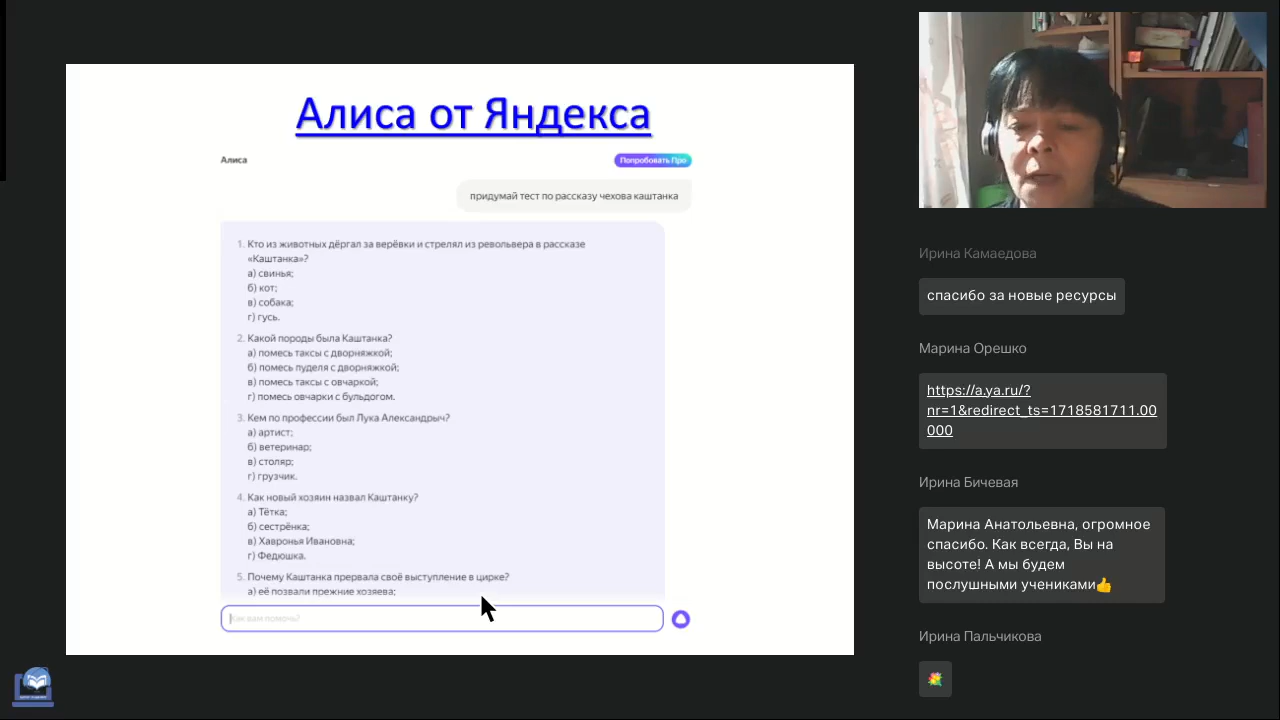 Алиса от Яндекса
Алиса
Попробовать Про
придумай тест по рассказу чехова каштанка
1. Кто из животных дёргал за верёвки и стрелял из револьвера в рассказе
«Каштанка»?
а) свинья;
б) кот;
в) собака;
г) гусь.
2. Какой породы была Каштанка?
а) помесь таксы с дворняжкой;
б) помесь пуделя с дворняжкой;
в) помесь таксы с овчаркой;
г) помесь овчарки с бульдогом.
3. Кем по профессии был Лука Александрыч?
а) артист;
б) ветеринар;
в) столяр;
г) грузчик.
4. Как новый хозяин назвал Каштанку?
а) Тётка;
б) сестрёнка;
в) Хавронья Ивановна;
г) Федюшка.
5. Почему Каштанка прервала своё выступление в цирке?
а) её позвали прежние хозяева;
Как вам помочь?
Ирина Камаедова
спасибо за новые ресурсы
Марина Орешко
https://a.ya.ru/?
nr=1&redirect_ts=1718581711.00
000
Ирина Бичевая
Марина Анатольевна, огромное
спасибо. Как всегда, Вы на
высоте! А мы будем
послушными учениками👍
Ирина Пальчикова